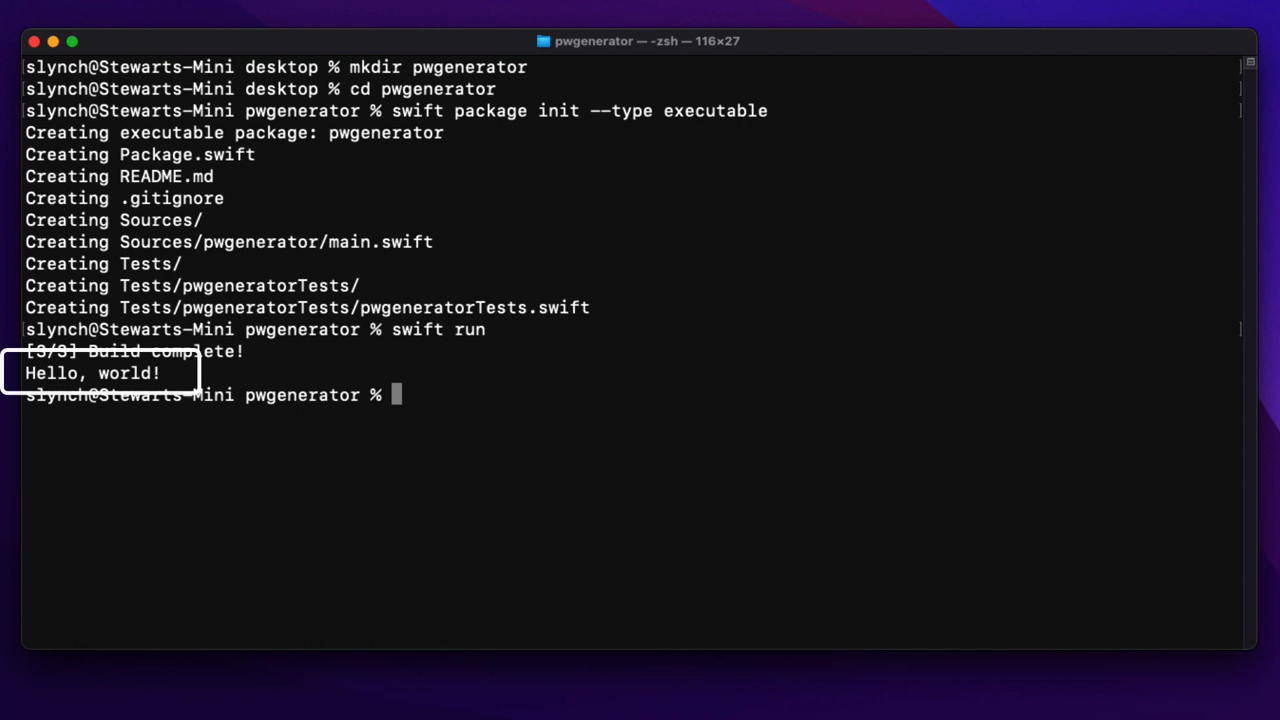 pwgenerator — -zsh — 116×27
slynch@Stewarts-Mini desktop % mkdir pwgenerator
slynch@Stewarts-Mini desktop % cd pwgenerator
slynch@Stewarts-Mini pwgenerator % swift package init --type executable
Creating executable package: pwgenerator
Creating Package.swift
Creating README.md
Creating .gitignore
Creating Sources/
Creating Sources/pwgenerator/main.swift
Creating Tests/
Creating Tests/pwgeneratorTests/
Creating Tests/pwgeneratorTests/pwgeneratorTests.swift
slynch@Stewarts-Mini pwgenerator % swift run
[3/3] Build complete!
Hello, world!
slynch@Stewarts-Mini pwgenerator %